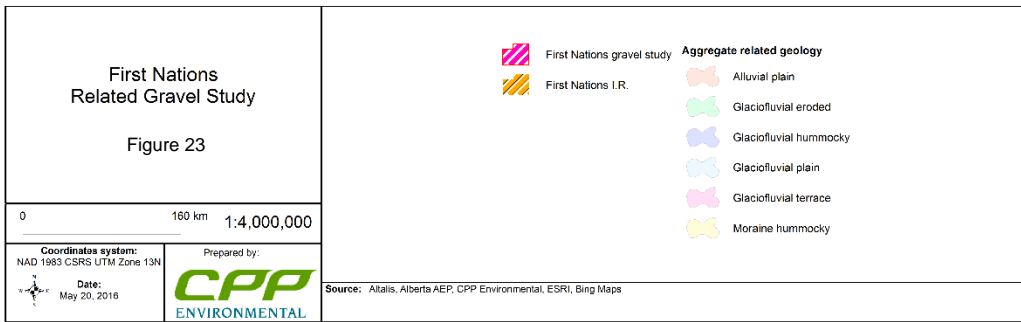 First Nations
Related Gravel Study
Figure 23
0 160 km 1:4,000,000
Coordinates system:
NAD 1983 CSRS UTM Zone 13N
N
W E
S
Date:
May 20, 2016
Prepared by:
CPP
ENVIRONMENTAL
First Nations gravel study
First Nations I.R.
Aggregate related geology
Alluvial plain
Glaciofluvial eroded
Glaciofluvial hummocky
Glaciofluvial plain
Glaciofluvial terrace
Moraine hummocky
Source: Altalis, Alberta AEP, CPP Environmental, ESRI, Bing Maps